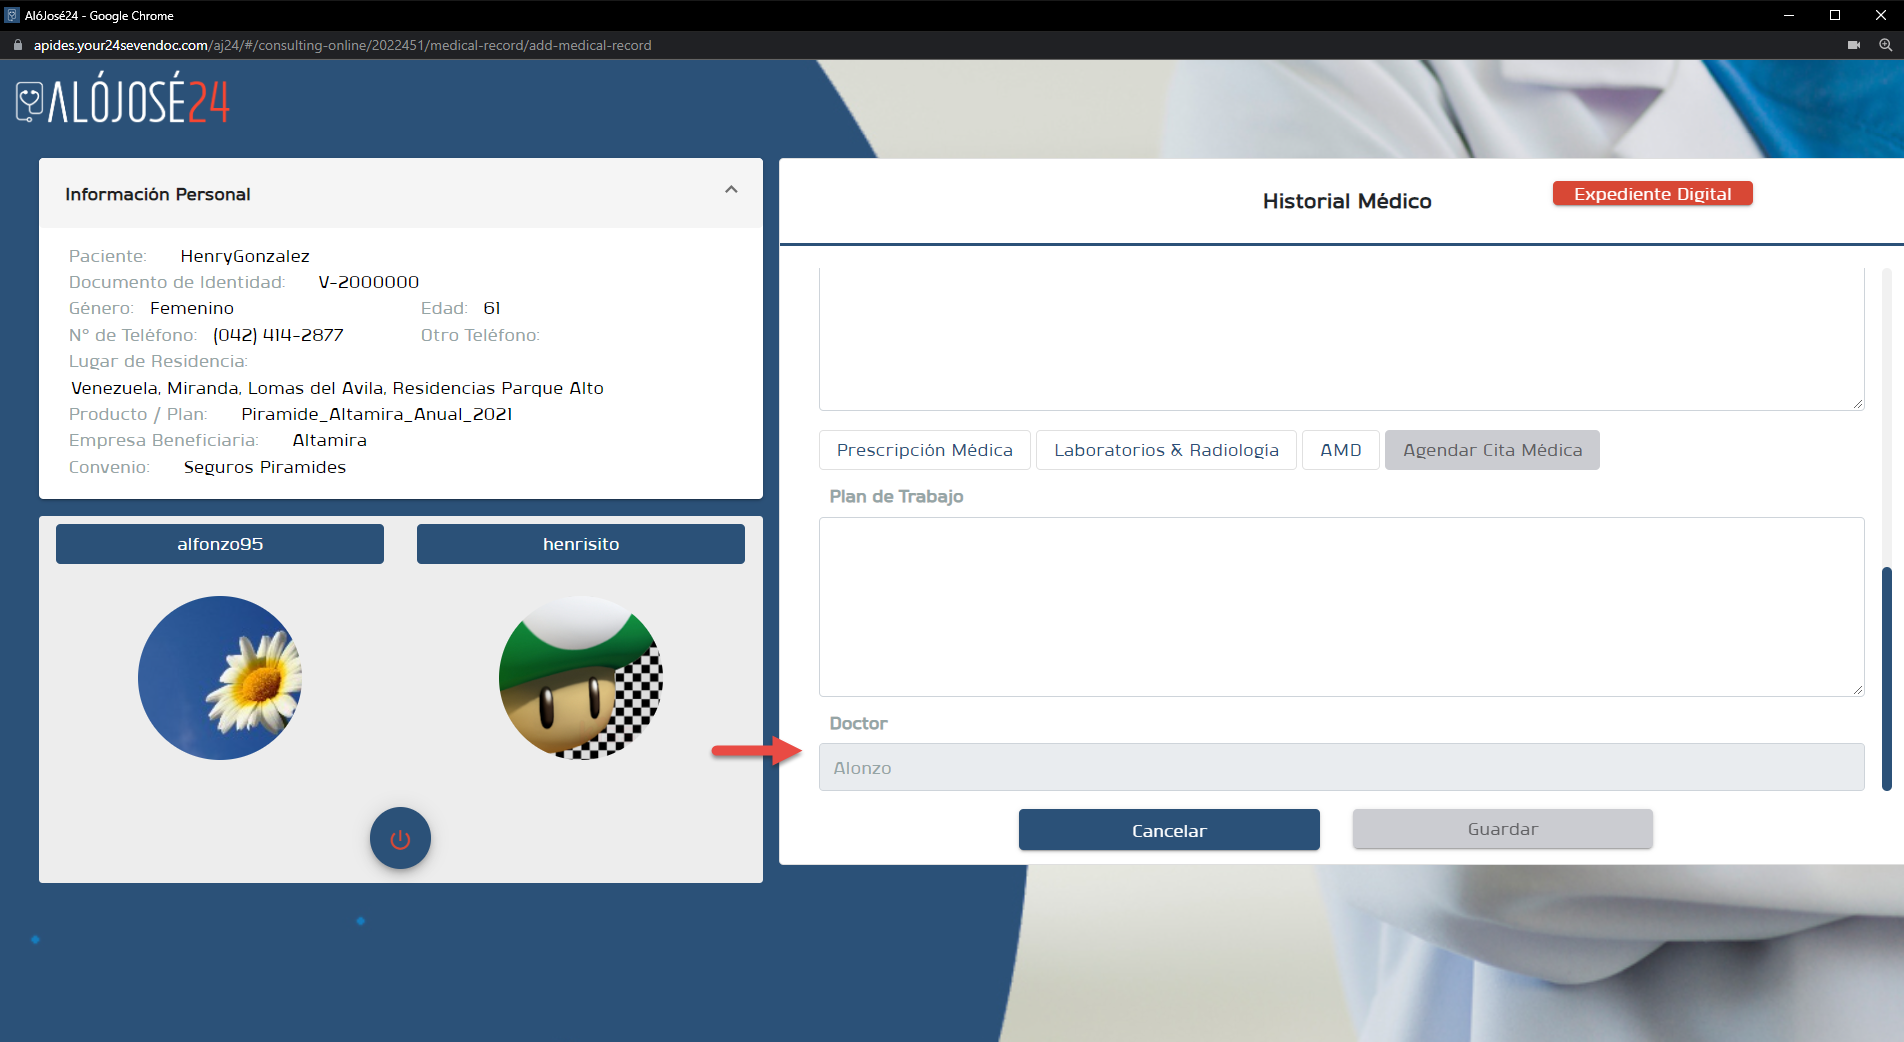 AlóJosé24 - Google Chrome
apides.your24sevendoc.com/aj24/#/consulting-online/2022451/medical-record/add-medical-record
ALÓJOSÉ24
Información Personal
Paciente: HenryGonzalez
Documento de Identidad: V-2000000
Género: Femenino Edad: 61
N° de Teléfono: (042) 414-2877 Otro Teléfono:
Lugar de Residencia:
Venezuela, Miranda, Lomas del Avila, Residencias Parque Alto
Producto / Plan: Piramide_Altamira_Anual_2021
Empresa Beneficiaria: Altamira
Convenio: Seguros Piramides
alfonzo95 henrisito
Historial Médico Expediente Digital
Prescripción Médica Laboratorios & Radiología AMD Agendar Cita Médica
Plan de Trabajo
Doctor
Alonzo
Cancelar Guardar